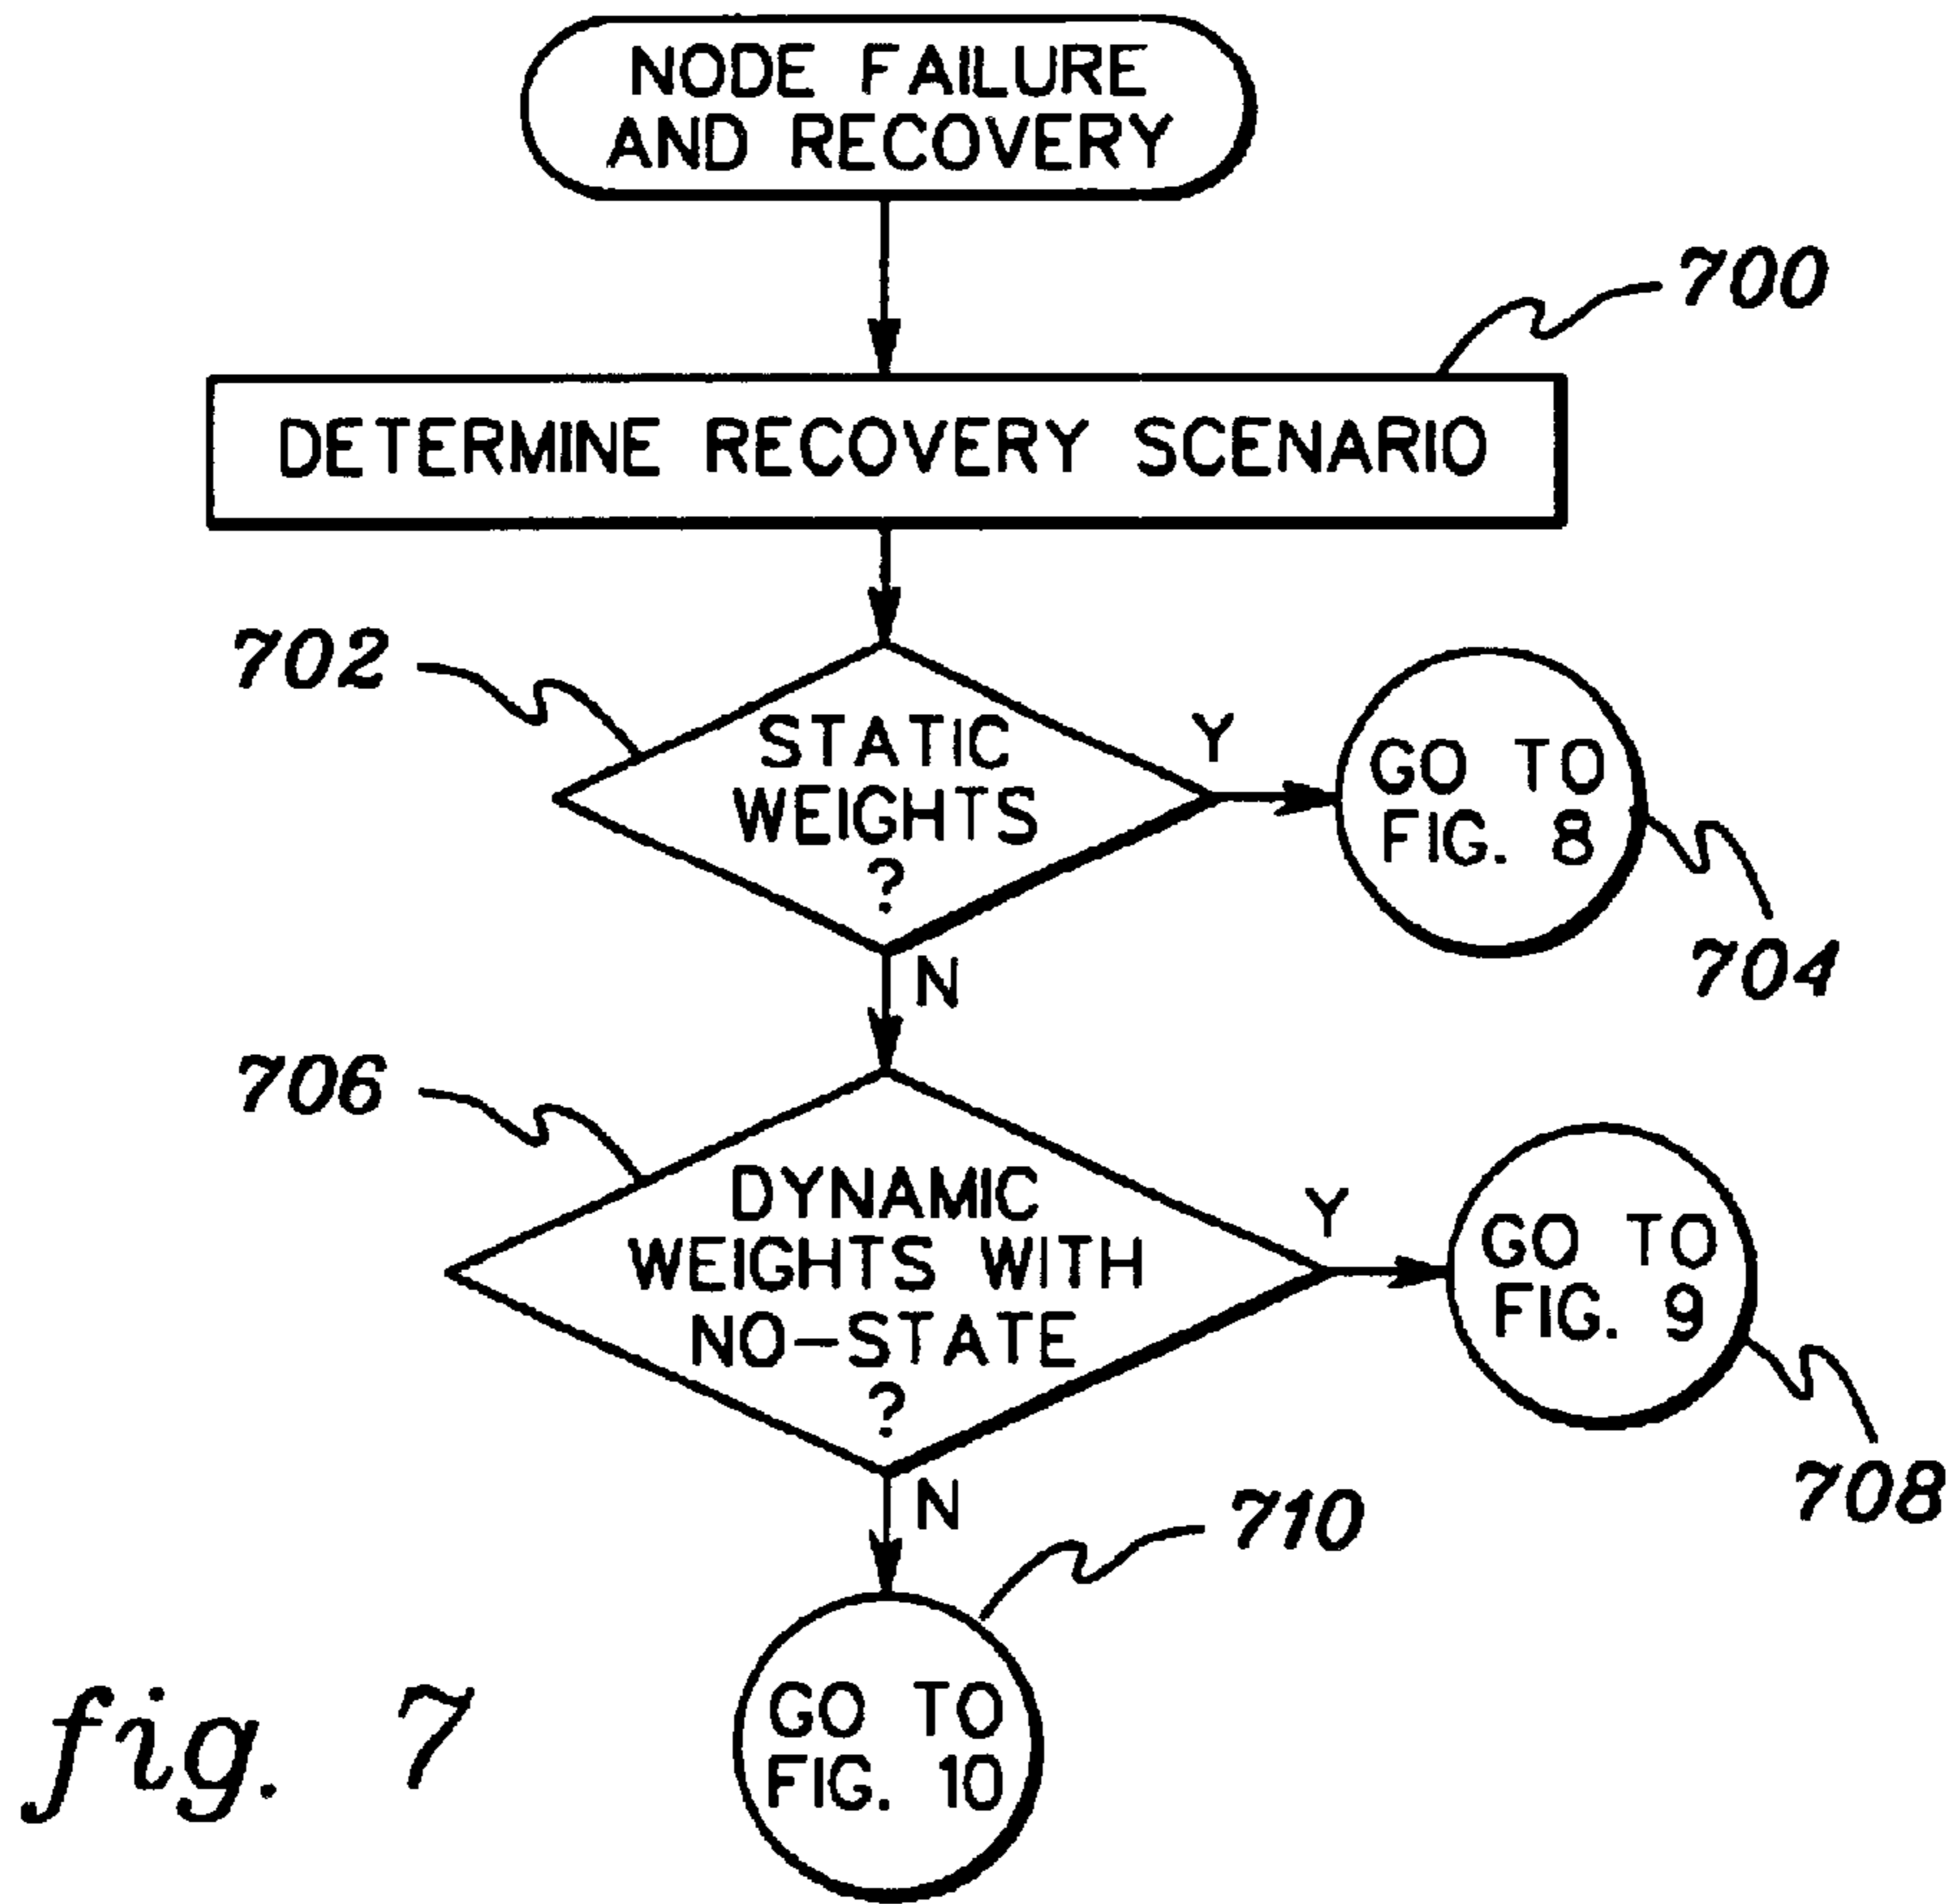 NODE FAILURE
AND RECOVERY
700
DETERMINE RECOVERY SCENARIO
702
STATIC
WEIGHTS
?
Y
GO TO
FIG. 8
704
N
706
DYNAMIC
WEIGHTS WITH
NO-STATE
?
Y
GO TO
FIG. 9
708
N
710
GO TO
FIG. 10
fig. 7